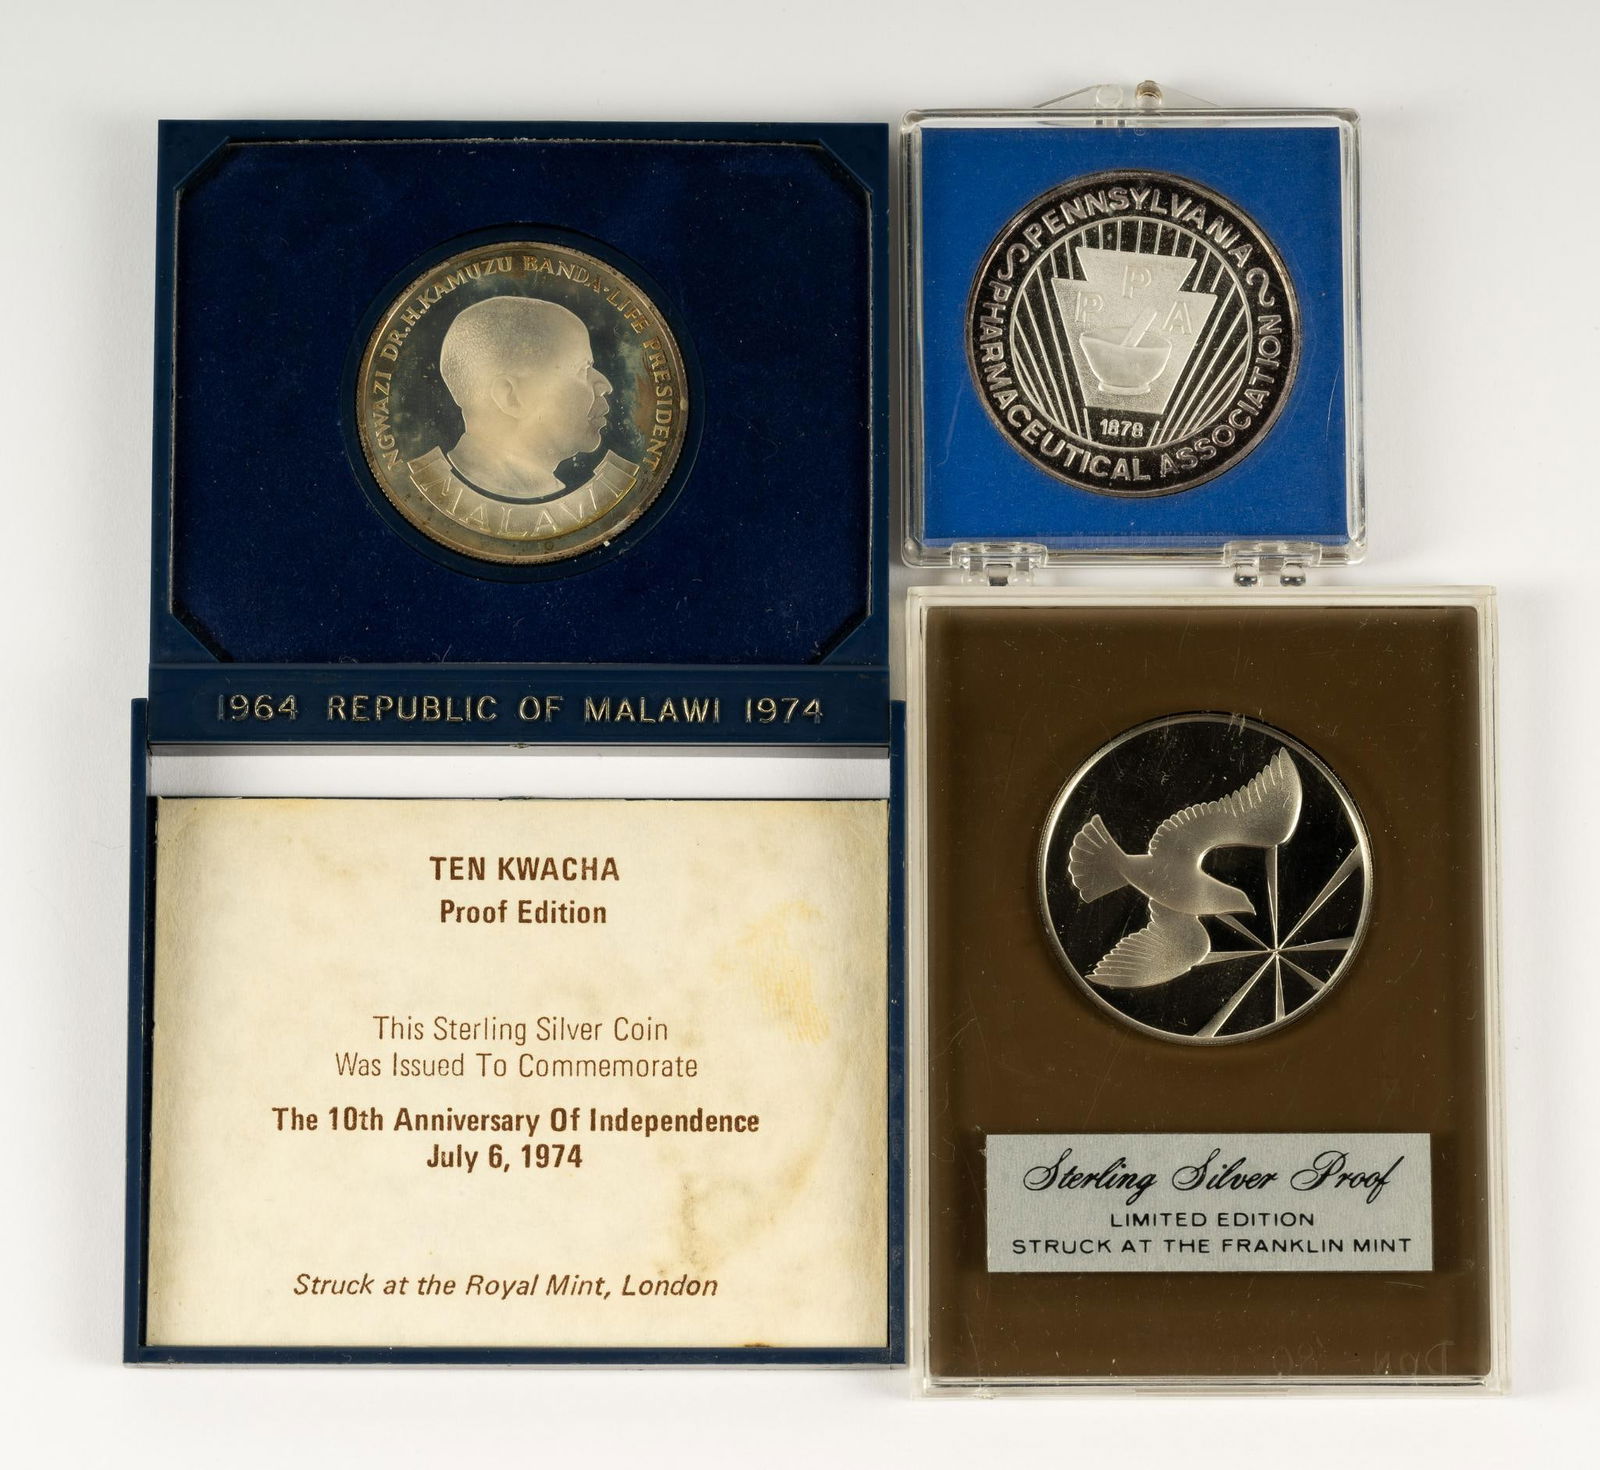 NGWAZI DR.H.KAMUZU BANDA·LIFE PRESIDENT
MALAWI
1964 REPUBLIC OF MALAWI 1974
TEN KWACHA
Proof Edition
This Sterling Silver Coin
Was Issued To Commemorate
The 10th Anniversary Of Independence
July 6, 1974
Struck at the Royal Mint, London
PENNSYLVANIA
PHARMACEUTICAL ASSOCIATION
P
P A
1878
Sterling Silver Proof
LIMITED EDITION
STRUCK AT THE FRANKLIN MINT